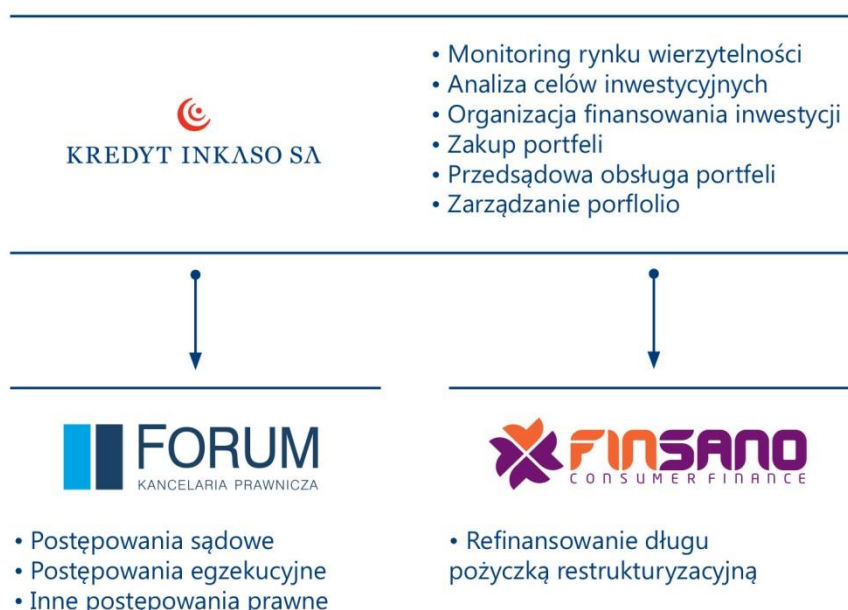 KREDYT INKASO SA
• Monitoring rynku wierzytelności
• Analiza celów inwestycyjnych
• Organizacja finansowania inwestycji
• Zakup portfeli
• Przedsądowa obsługa portfeli
• Zarządzanie porflolio
FORUM
KANCELARIA PRAWNICZA
• Postępowania sądowe
• Postępowania egzekucyjne
• Inne postępowania prawne
FINSANO
CONSUMER FINANCE
• Refinansowanie długu
pożyczką restrukturyzacyjną